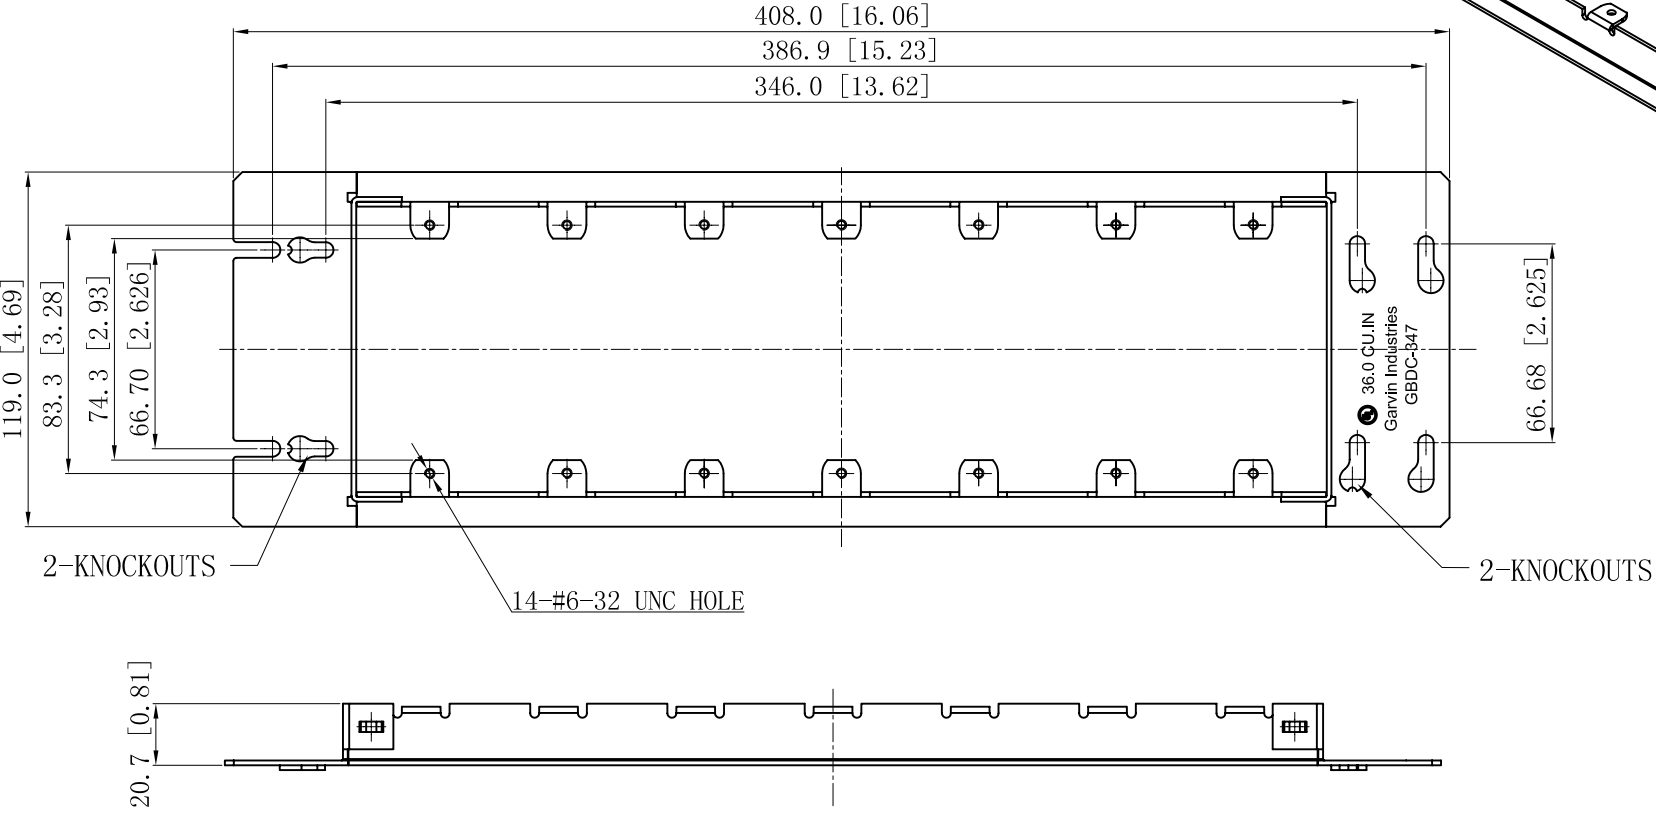 408.0 [16.06]
386.9 [15.23]
346.0 [13.62]
119.0 [4.69]
83.3 [3.28]
74.3 [2.93]
66.70 [2.626]
36.0 CU.IN
Garvin Industries
GBDC-347
66.68 [2.625]
2-KNOCKOUTS
2-KNOCKOUTS
14-#6-32 UNC HOLE
20.7 [0.81]